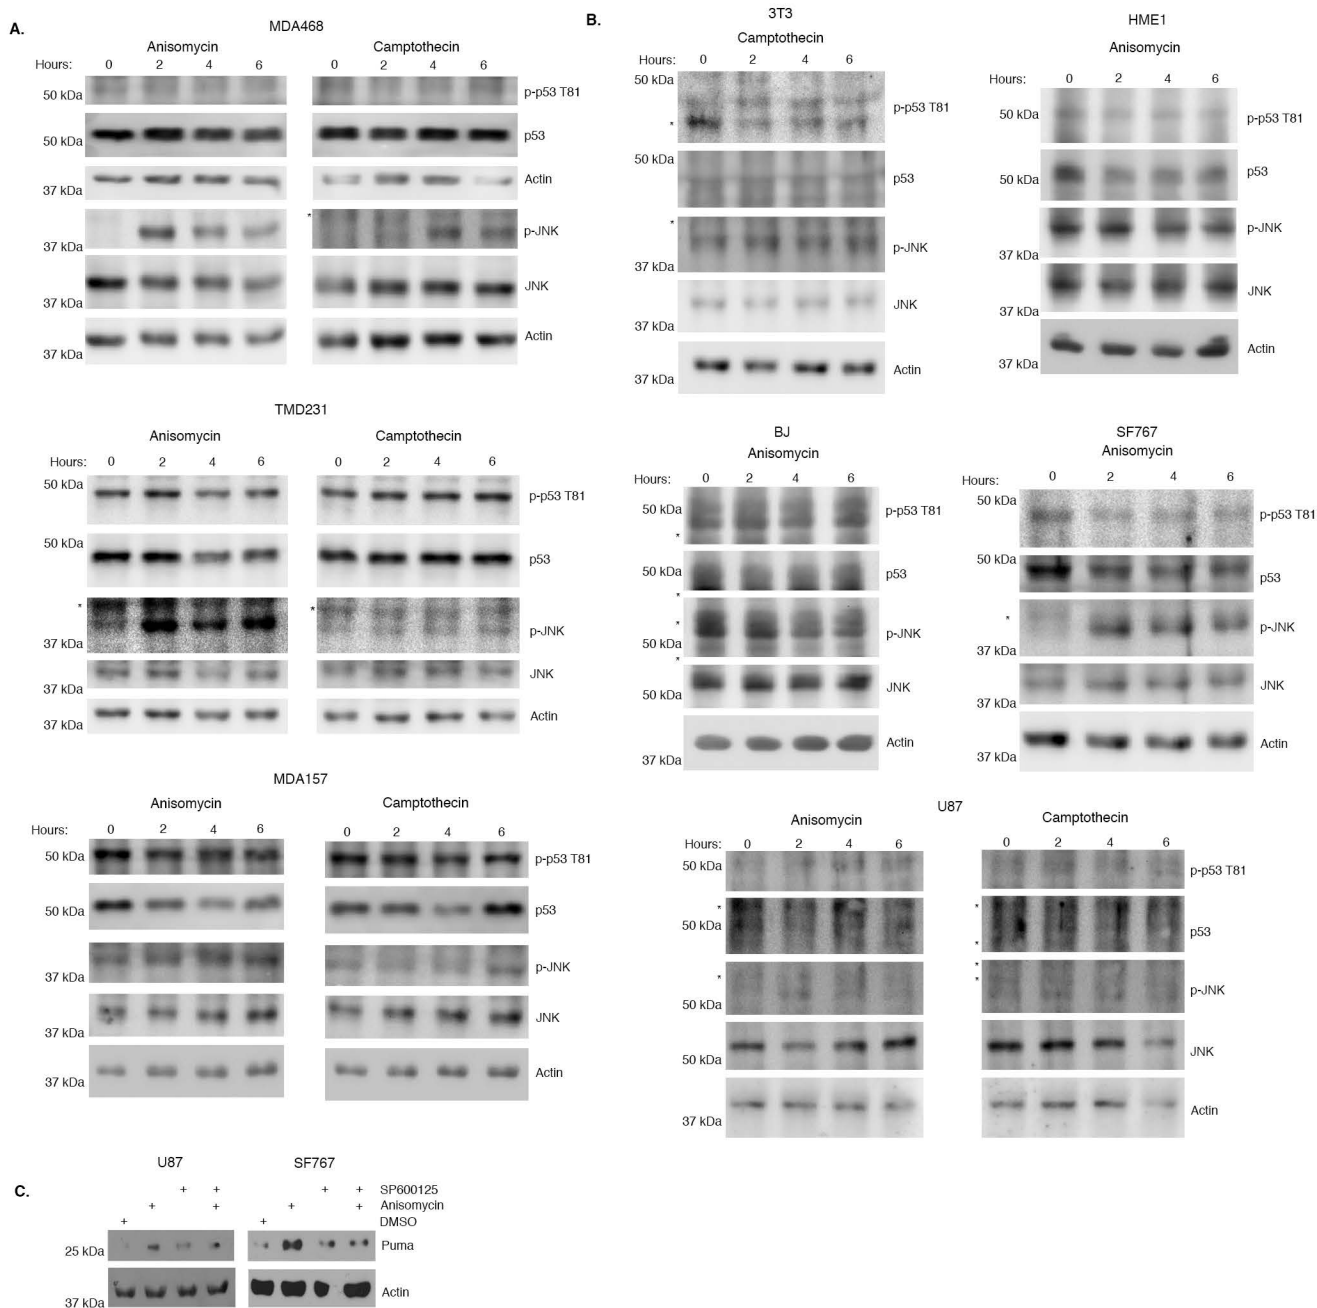 A.
MDA468
Anisomycin Camptothecin
Hours: 0 2 4 6 0 2 4 6
50 kDa p-p53 T81
50 kDa p53
37 kDa Actin
* p-JNK
37 kDa
37 kDa JNK
37 kDa Actin
TMD231
Anisomycin Camptothecin
Hours: 0 2 4 6 0 2 4 6
50 kDa p-p53 T81
50 kDa p53
* * p-JNK
37 kDa
37 kDa JNK
37 kDa Actin
MDA157
Anisomycin Camptothecin
Hours: 0 2 4 6 0 2 4 6
50 kDa p-p53 T81
50 kDa p53
37 kDa p-JNK
37 kDa JNK
37 kDa Actin
B.
3T3
Camptothecin
Hours: 0 2 4 6
50 kDa
p-p53 T81
*
50 kDa p53
* p-JNK
37 kDa
37 kDa JNK
37 kDa Actin
HME1
Anisomycin
Hours: 0 2 4 6
50 kDa p-p53 T81
50 kDa p53
37 kDa p-JNK
37 kDa JNK
37 kDa Actin
BJ
Anisomycin
Hours: 0 2 4 6
50 kDa p-p53 T81
*
50 kDa p53
*
*
50 kDa p-JNK
*
50 kDa JNK
37 kDa Actin
SF767
Anisomycin
Hours: 0 2 4 6
50 kDa p-p53 T81
50 kDa p53
* p-JNK
37 kDa
37 kDa JNK
37 kDa Actin
U87
Anisomycin Camptothecin
Hours: 0 2 4 6 0 2 4 6
50 kDa p-p53 T81
* *
50 kDa p53
*
*
* * p-JNK
50 kDa
50 kDa JNK
37 kDa Actin
C.
U87 SF767
+ + + + SP600125
+ + + + Anisomycin
+ + DMSO
25 kDa Puma
37 kDa Actin